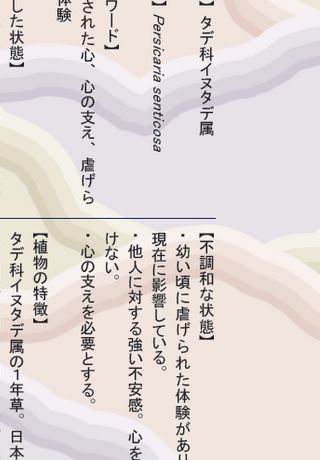 】 タデ科イヌタデ属
】 Persicaria senticosa
ワード】
された心、心の支え、虐げら
体験
した状態】
【不調和な状態】
・幼い頃に虐げられた体験があり
現在に影響している。
・他人に対する強い不安感。心を
けない。
・心の支えを必要とする。
【植物の特徴】
タデ科イヌタデ属の1年草。日本